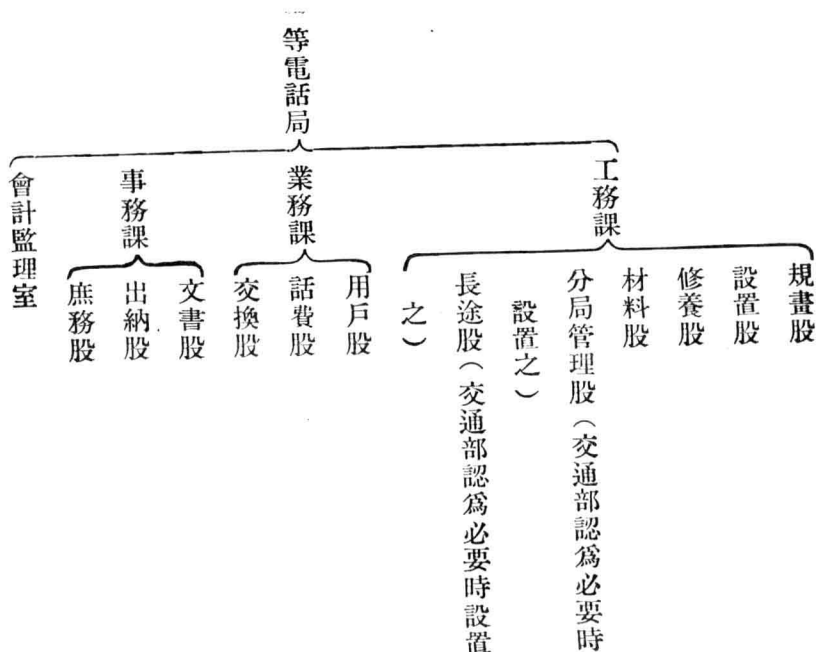 等電話局
工務課
規畫股
設置股
修養股
材料股
分局管理股（交通部認爲必要時
設置之）
長途股（交通部認爲必要時設置
之）
業務課
用戶股
話費股
交換股
事務課
文書股
出納股
庶務股
會計監理室